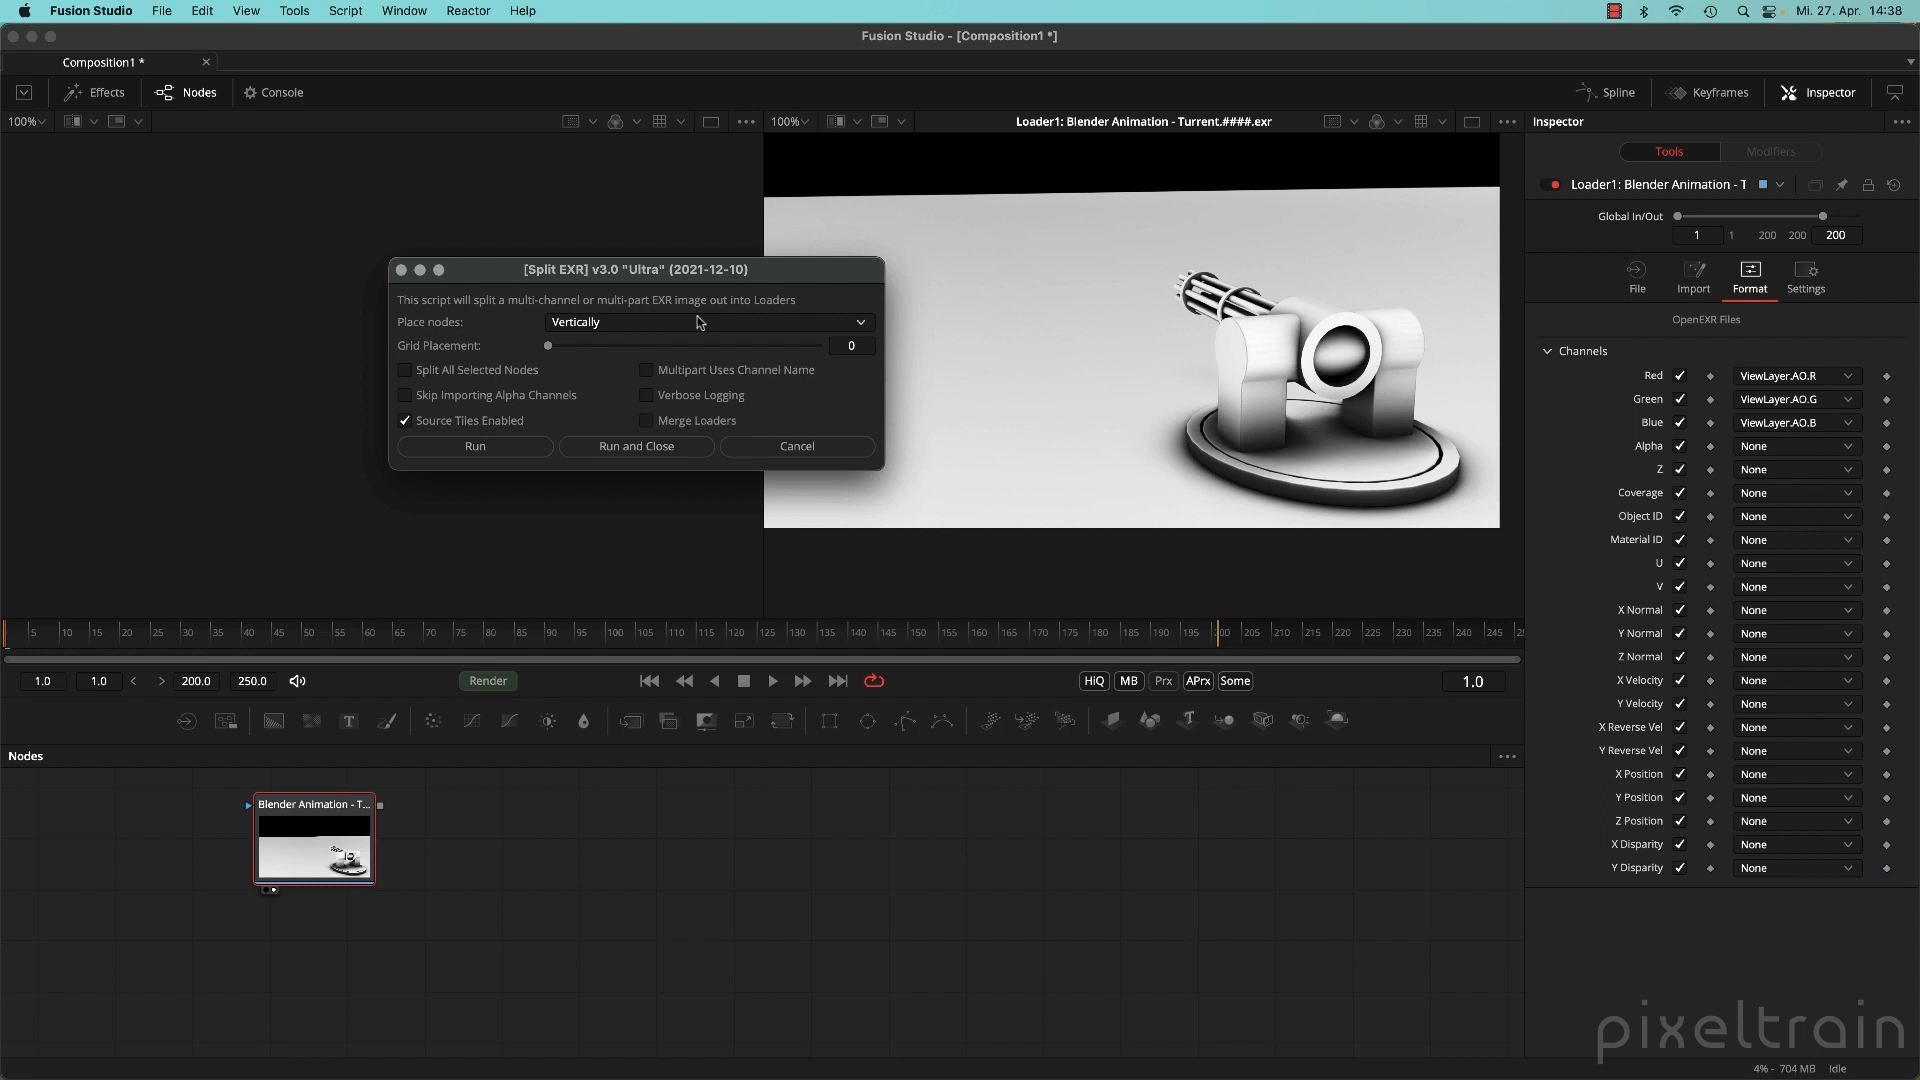 Fusion Studio File Edit View Tools Script Window Reactor Help Mi. 27. Apr. 14:38
Fusion Studio - [Composition1 *]
Composition1 *
Effects Nodes Console Spline Keyframes Inspector
100% 100% Loader1: Blender Animation - Turrent.####.exr Inspector
Tools Modifiers
Loader1: Blender Animation - T
Global In/Out
1 1 200 200 200
File Import Format Settings
OpenEXR Files
Channels
Red ViewLayer.AO.R
Green ViewLayer.AO.G
Blue ViewLayer.AO.B
Alpha None
Z None
Coverage None
Object ID None
Material ID None
U None
V None
X Normal None
Y Normal None
Z Normal None
X Velocity None
Y Velocity None
X Reverse Vel None
Y Reverse Vel None
X Position None
Y Position None
Z Position None
X Disparity None
Y Disparity None
[Split EXR] v3.0 "Ultra" (2021-12-10)
This script will split a multi-channel or multi-part EXR image out into Loaders
Place nodes: Vertically
Grid Placement: 0
Split All Selected Nodes Multipart Uses Channel Name
Skip Importing Alpha Channels Verbose Logging
Source Tiles Enabled Merge Loaders
Run Run and Close Cancel
5 10 15 20 25 30 35 40 45 50 55 60 65 70 75 80 85 90 95 100 105 110 115 120 125 130 135 140 145 150 155 160 165 170 175 180 185 190 195 200 205 210 215 220 225 230 235 240 245
1.0 1.0 < > 200.0 250.0 Render HiQ MB Prx APrx Some 1.0
T T
Nodes
Blender Animation - T...
pixeltrain
4% - 704 MB Idle